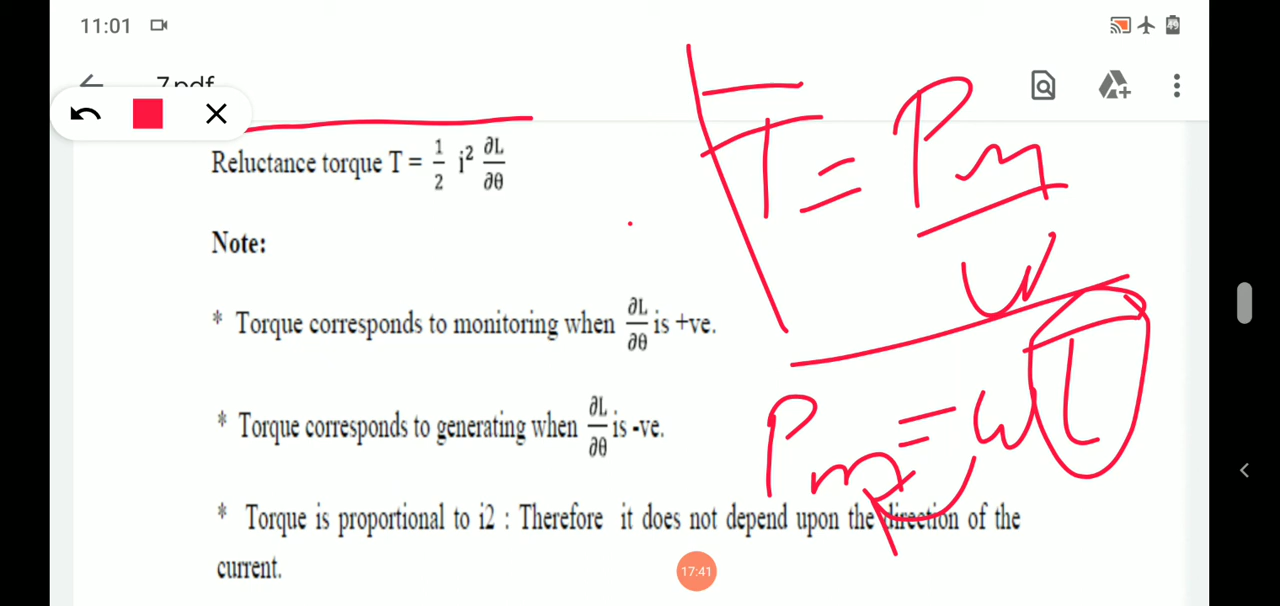 11:01
49
7.pdf
Reluctance torque T = 1/2 i² ∂L/∂θ
Note:
* Torque corresponds to monitoring when ∂L/∂θ is +ve.
* Torque corresponds to generating when ∂L/∂θ is -ve.
* Torque is proportional to i2 : Therefore it does not depend upon the direction of the
current.
T = Pm/ω
Pm = ωT
17:41